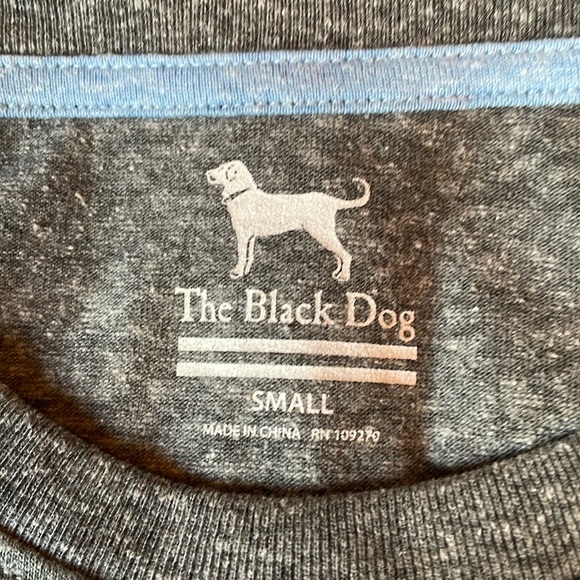 The Black Dog
SMALL
MADE IN CHINA RN 109270